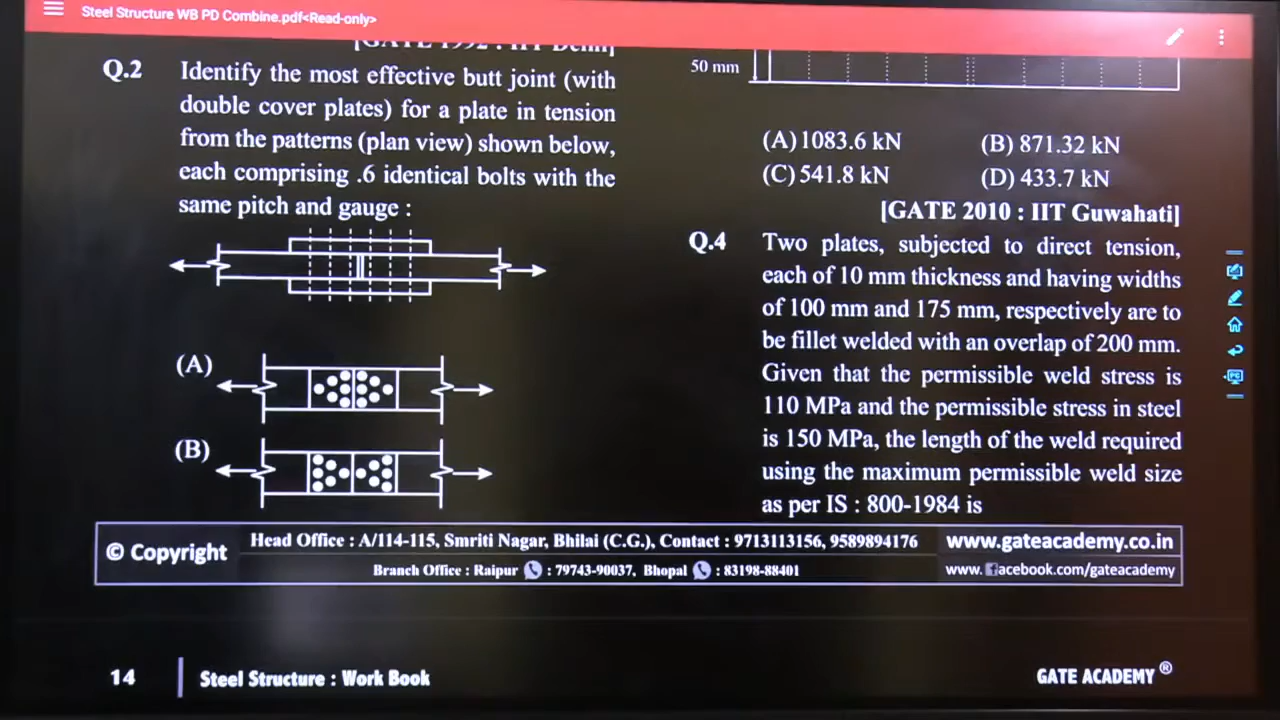 Steel Structure WB PD Combine.pdf<Read-only>
Q.2 Identify the most effective butt joint (with
double cover plates) for a plate in tension
from the patterns (plan view) shown below,
each comprising .6 identical bolts with the
same pitch and gauge :
(A)
(B)
50 mm
(A) 1083.6 kN (B) 871.32 kN
(C) 541.8 kN (D) 433.7 kN
[GATE 2010 : IIT Guwahati]
Q.4 Two plates, subjected to direct tension,
each of 10 mm thickness and having widths
of 100 mm and 175 mm, respectively are to
be fillet welded with an overlap of 200 mm.
Given that the permissible weld stress is
110 MPa and the permissible stress in steel
is 150 MPa, the length of the weld required
using the maximum permissible weld size
as per IS : 800-1984 is
© Copyright
Head Office : A/114-115, Smriti Nagar, Bhilai (C.G.), Contact : 9713113156, 9589894176
Branch Office : Raipur : 79743-90037, Bhopal : 83198-88401
www.gateacademy.co.in
www.facebook.com/gateacademy
14 Steel Structure : Work Book
GATE ACADEMY ®